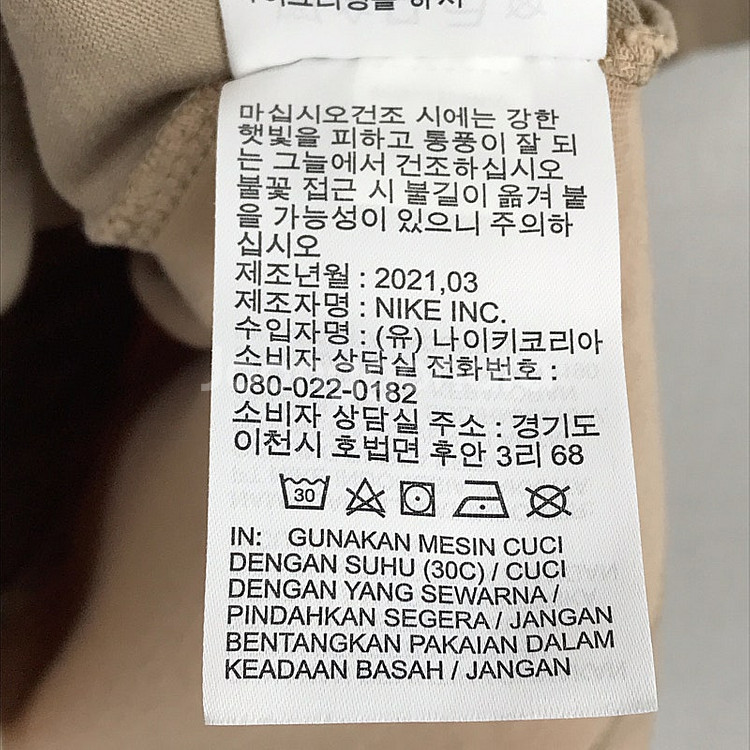 마십시오건조 시에는 강한
햇빛을 피하고 통풍이 잘 되
는 그늘에서 건조하십시오
불꽃 접근 시 불길이 옮겨 붙
을 가능성이 있으니 주의하
십시오
제조년월 : 2021,03
제조자명 : NIKE INC.
수입자명 : (유) 나이키코리아
소비자 상담실 전화번호 :
080-022-0182
소비자 상담실 주소 : 경기도
이천시 호법면 후안 3리 68
30
IN: GUNAKAN MESIN CUCI
DENGAN SUHU (30C) / CUCI
DENGAN YANG SEWARNA /
PINDAHKAN SEGERA / JANGAN
BENTANGKAN PAKAIAN DALAM
KEADAAN BASAH / JANGAN